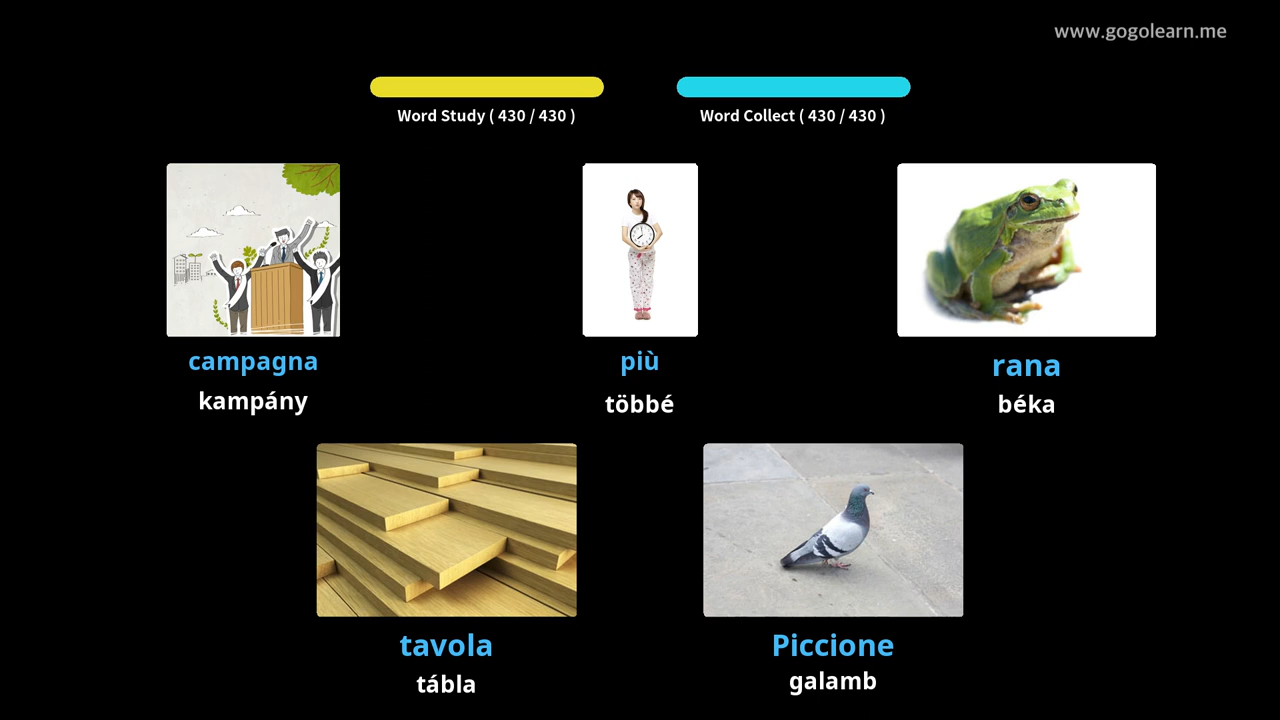 www.gogolearn.me
Word Study ( 430 / 430 )
Word Collect ( 430 / 430 )
campagna
kampány
più
többé
rana
béka
tavola
tábla
Piccione
galamb